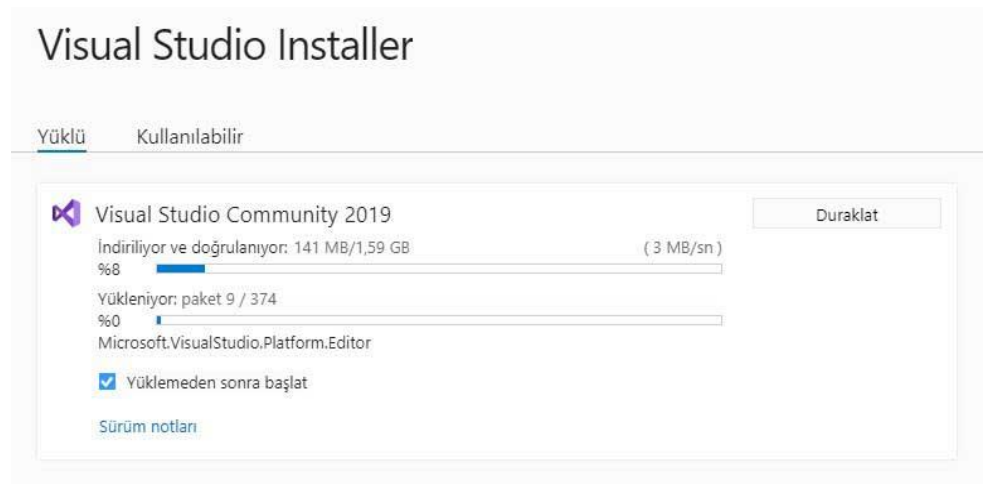 Visual Studio Installer
Yüklü Kullanılabilir
Visual Studio Community 2019 Duraklat
İndiriliyor ve doğrulanıyor: 141 MB/1,59 GB ( 3 MB/sn )
%8
Yükleniyor: paket 9 / 374
%0
Microsoft.VisualStudio.Platform.Editor
Yüklemeden sonra başlat
Sürüm notları